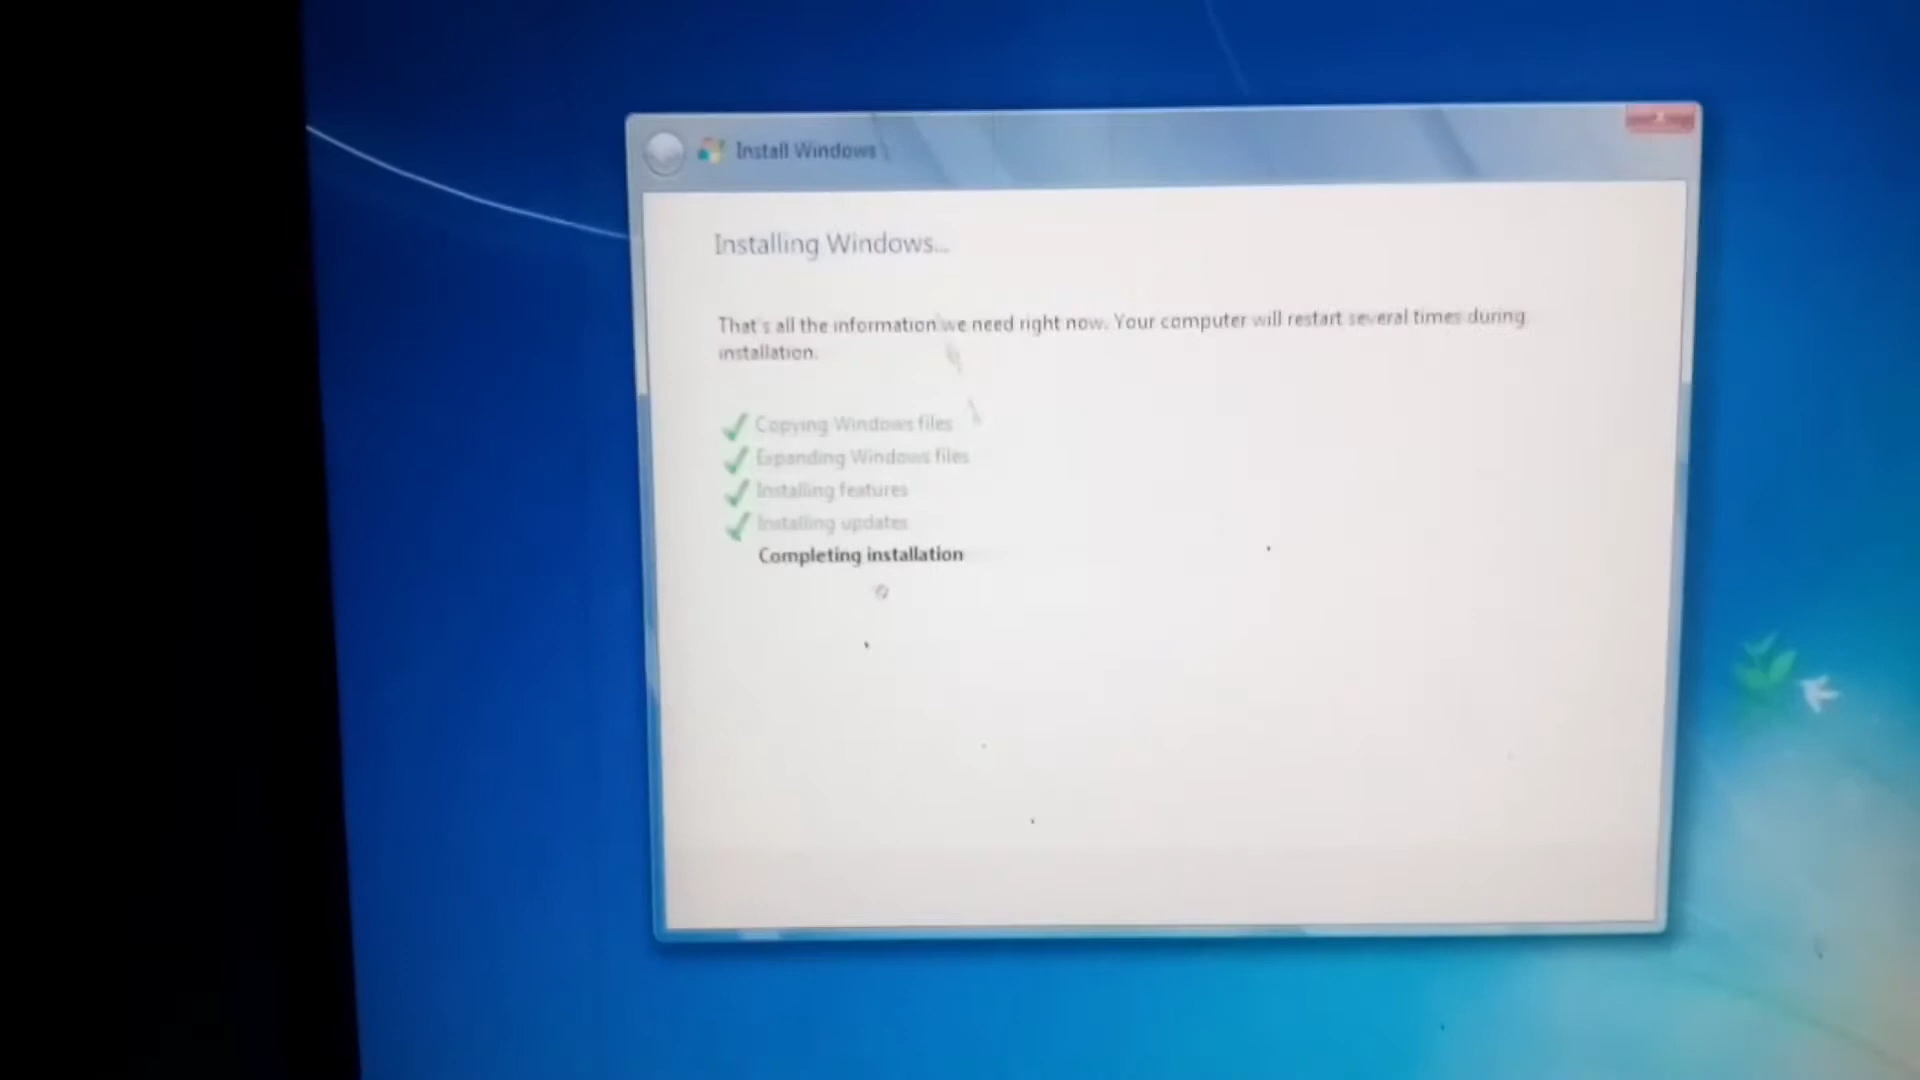 Install Windows
Installing Windows...
That's all the information we need right now. Your computer will restart several times during
installation.
Copying Windows files
Expanding Windows files
Installing features
Installing updates
Completing installation